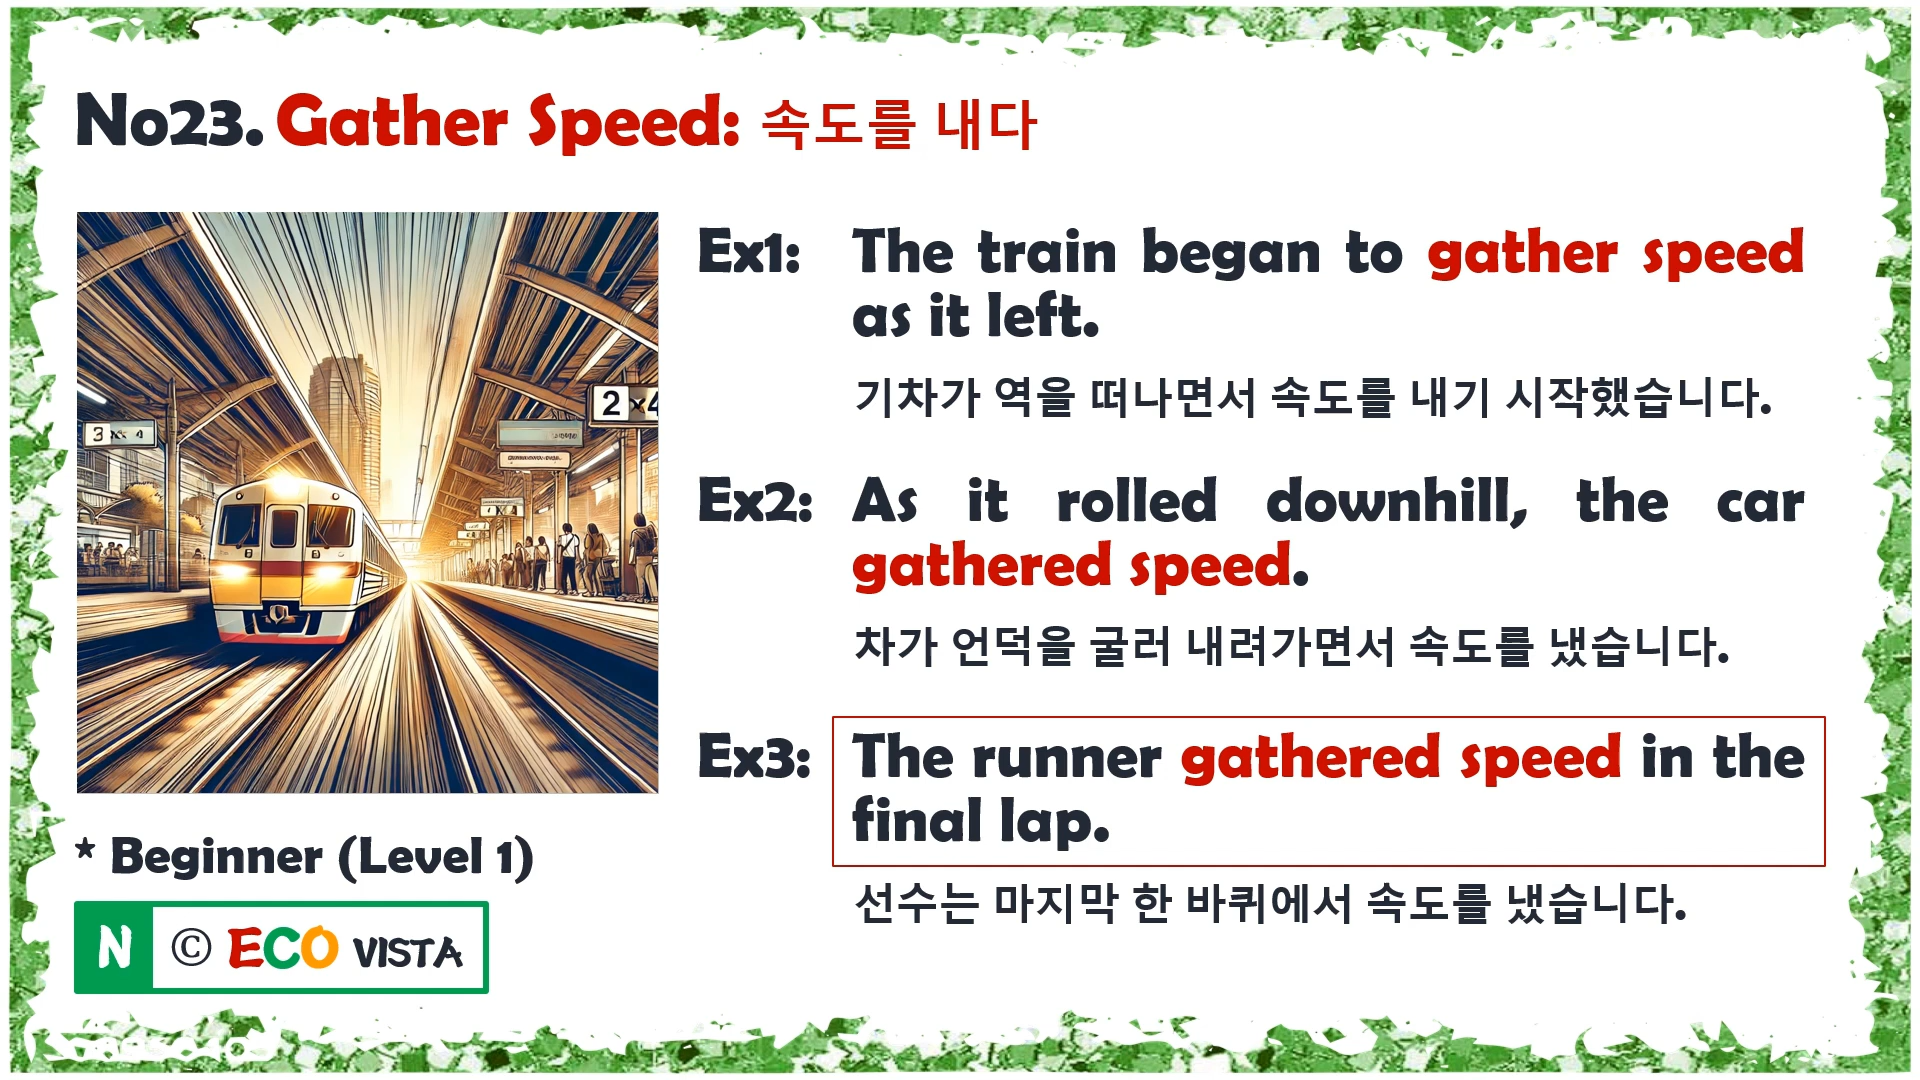 No23. Gather Speed: 속도를 내다
Ex1: The train began to gather speed
as it left.
기차가 역을 떠나면서 속도를 내기 시작했습니다.
Ex2: As it rolled downhill, the car
gathered speed.
차가 언덕을 굴러 내려가면서 속도를 냈습니다.
Ex3: The runner gathered speed in the
final lap.
선수는 마지막 한 바퀴에서 속도를 냈습니다.
2
3
* Beginner (Level 1)
N © ECO VISTA